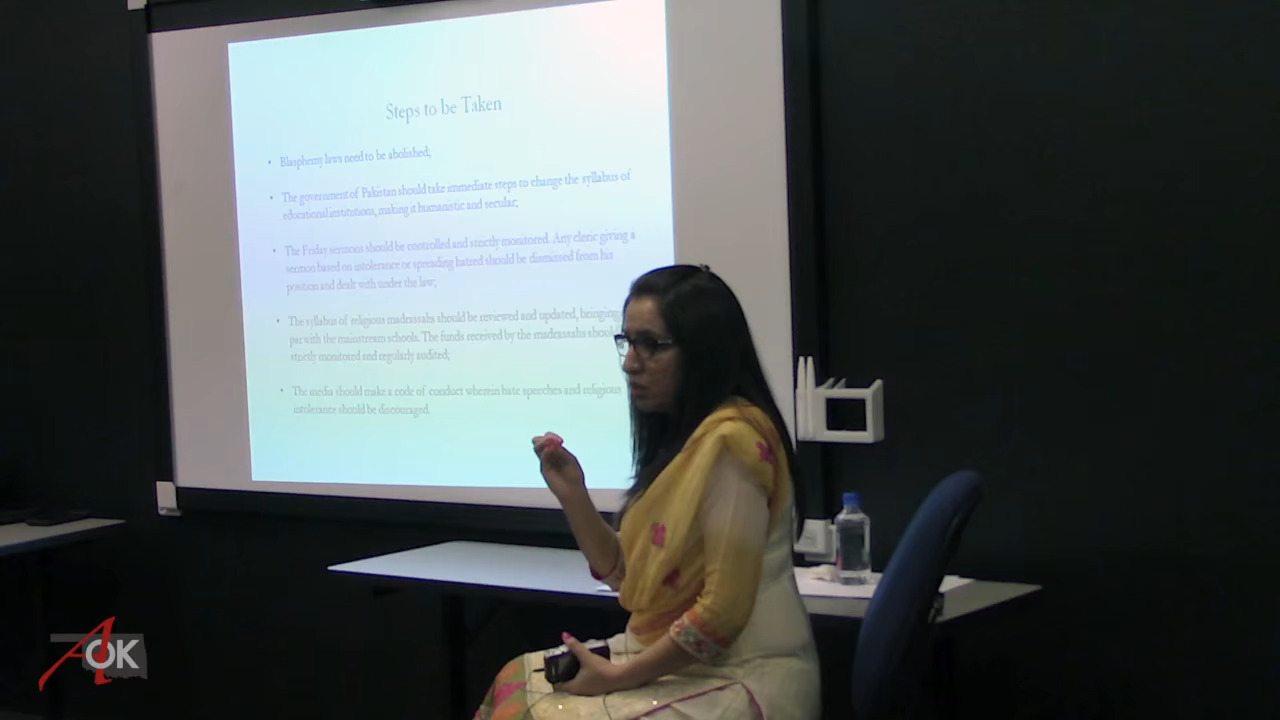 Steps to be Taken
• Blasphemy laws need to be abolished;
• The government of Pakistan should take immediate steps to change the syllabus of
educational institutions, making it humanistic and secular;
• The Friday sermons should be controlled and strictly monitored. Any cleric giving a
sermon based on intolerance or spreading hatred should be dismissed from his
position and dealt with under the law;
• The syllabus of religious madrassahs should be reviewed and updated, bringing
par with the mainstream schools. The funds received by the madrassahs should
strictly monitored and regularly audited;
• The media should make a code of conduct wherein hate speeches and religious
intolerance should be discouraged.
AOK